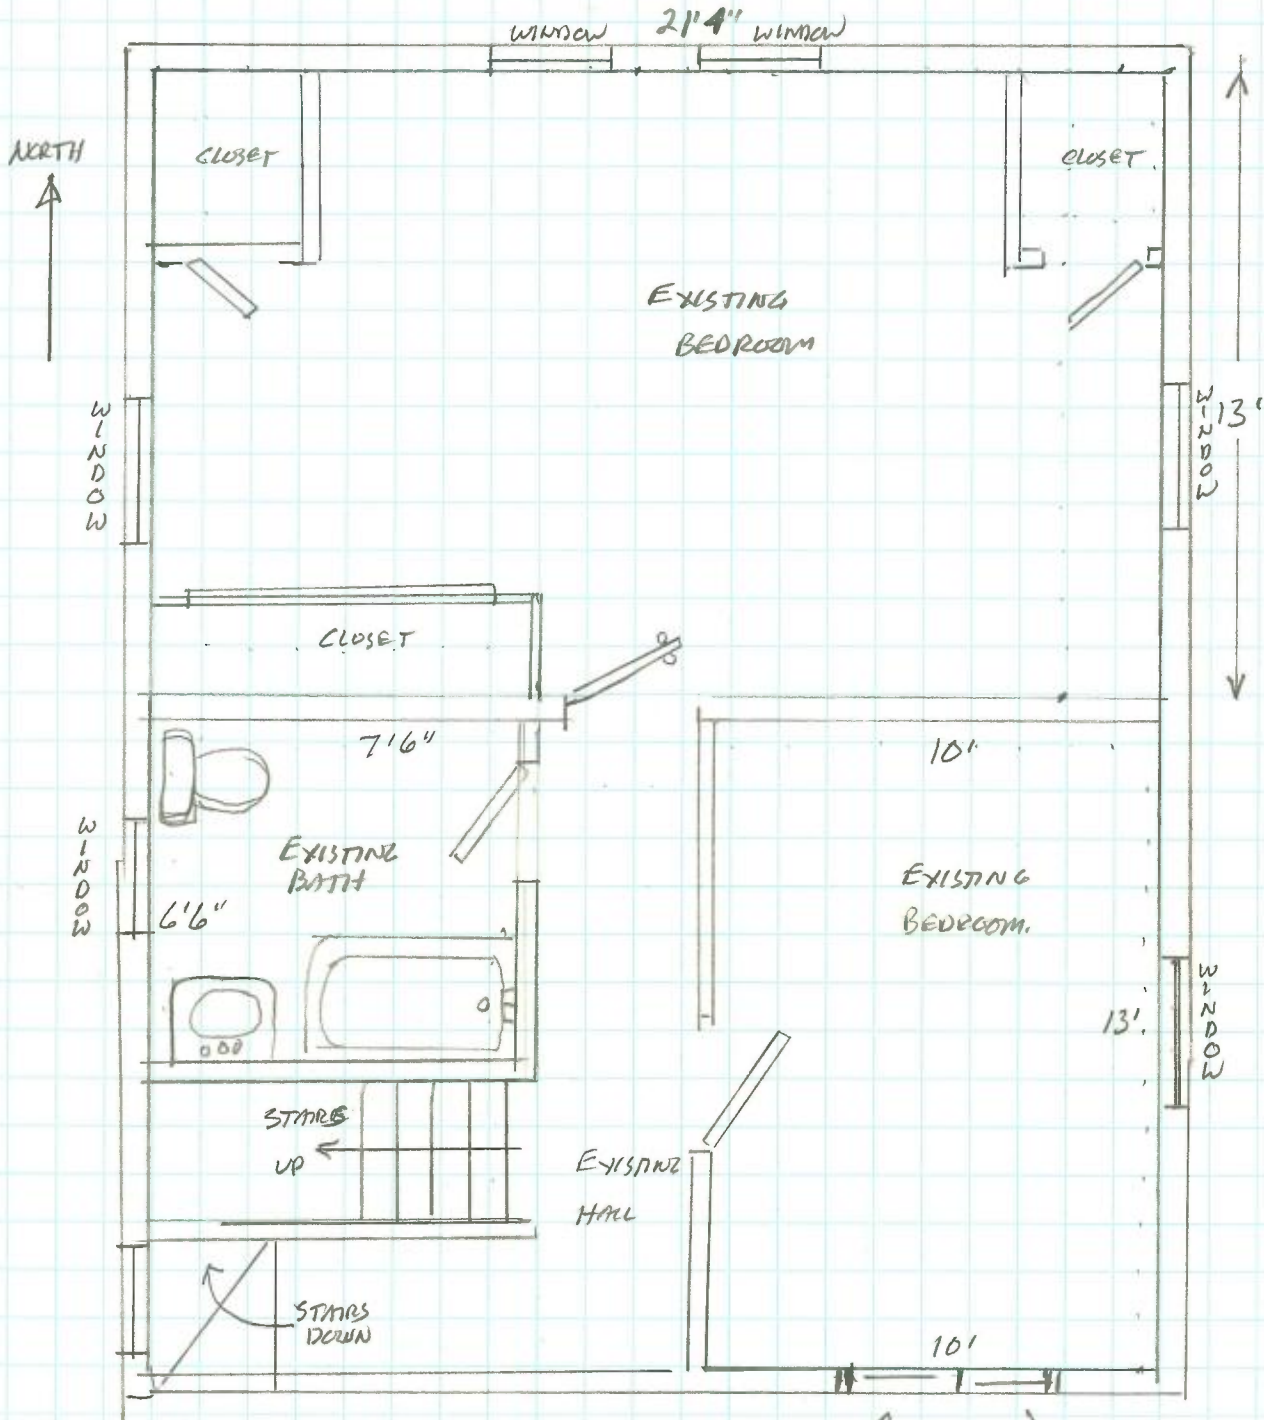 21'4"
WINDOW
WINDOW
NORTH
CLOSET
CLOSET
EXISTING
BEDROOM
WINDOW
WINDOW
13'
CLOSET
7'6"
10'
WINDOW
EXISTING
BATH
6'6"
EXISTING
BEDROOM.
WINDOW
13'
STAIRS
UP
EXISTING
HALL
STAIRS
DOWN
10'